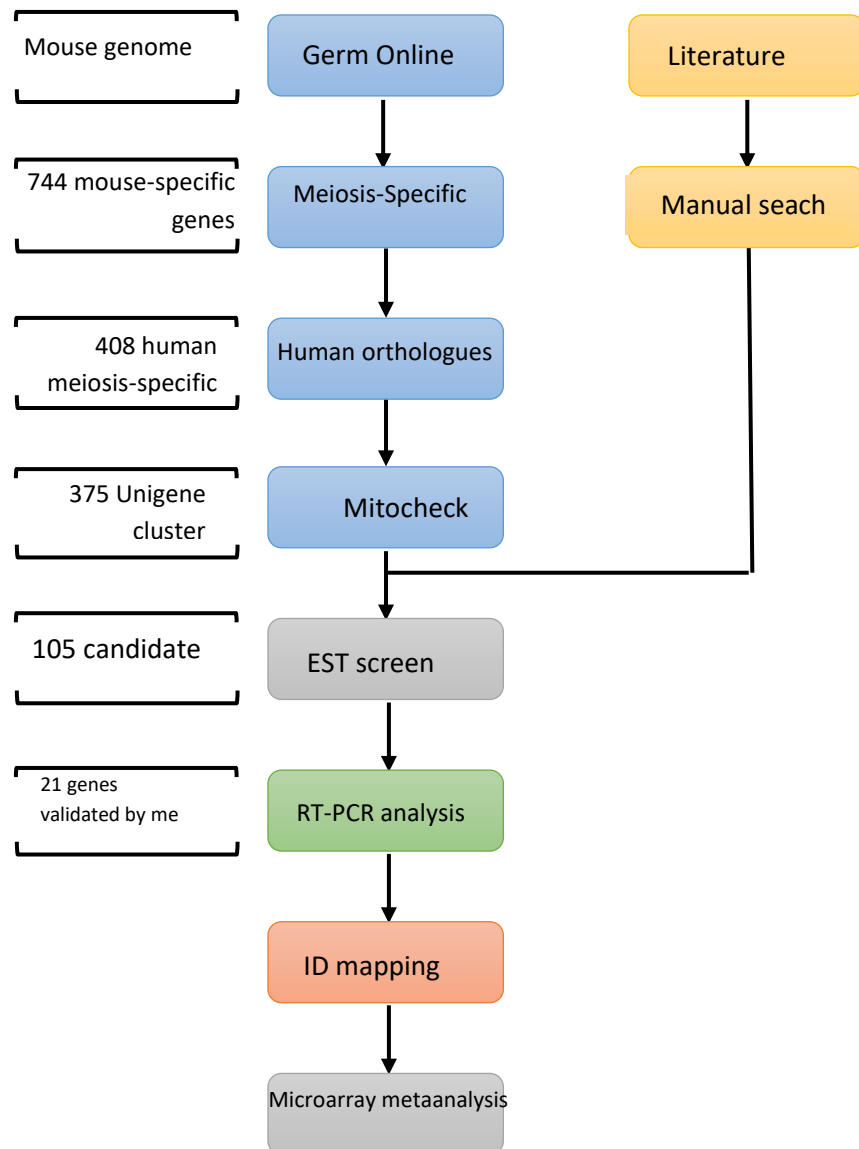 Mouse genome
Germ Online
Literature
744 mouse-specific
genes
Meiosis-Specific
Manual seach
408 human
meiosis-specific
Human orthologues
375 Unigene
cluster
Mitocheck
105 candidate
EST screen
21 genes
validated by me
RT-PCR analysis
ID mapping
Microarray metaanalysis